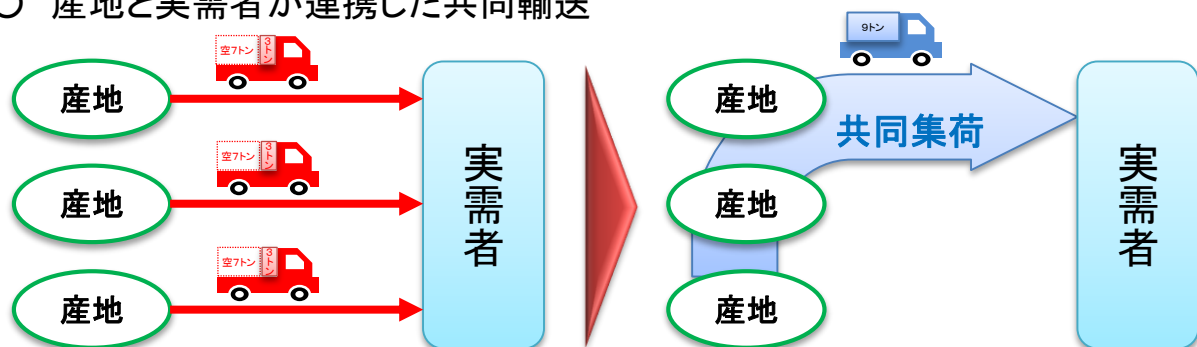 ○ 産地と実需者が連携した共同輸送
空7トン
3トン
産地
空7トン
3トン
産地
空7トン
3トン
産地
実需者
9トン
産地
共同集荷
産地
産地
実需者